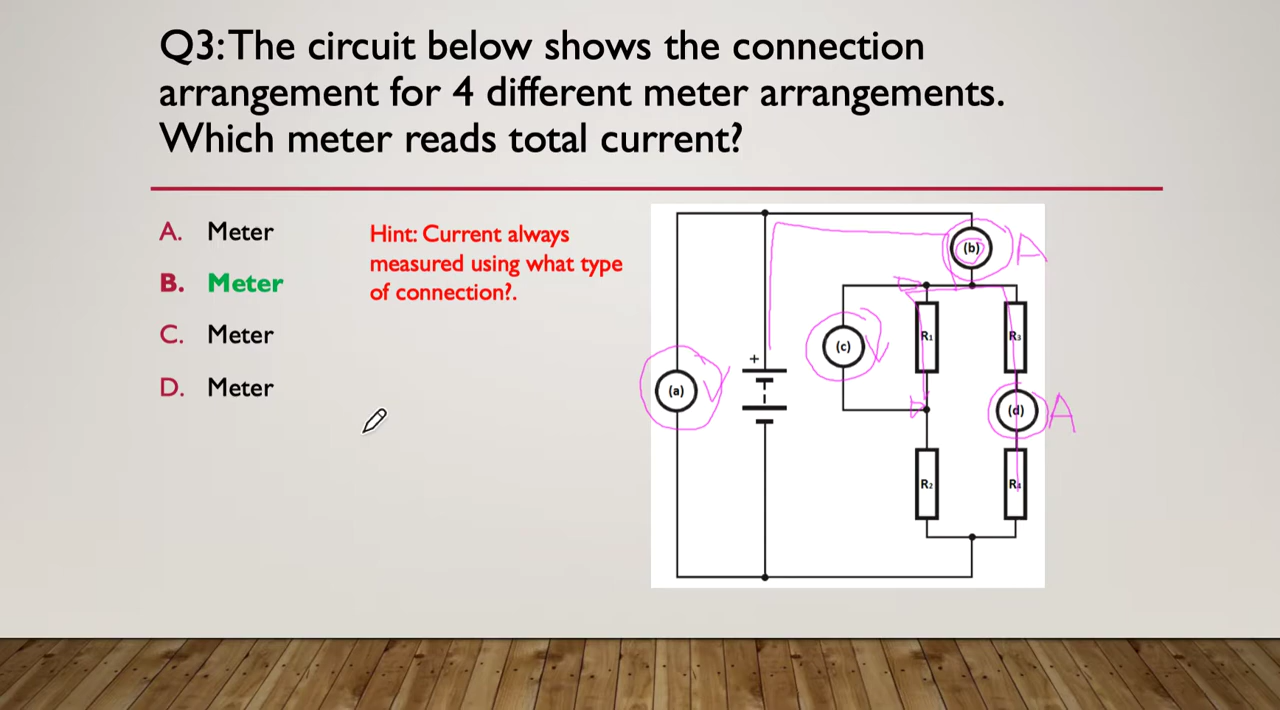 Q3: The circuit below shows the connection
arrangement for 4 different meter arrangements.
Which meter reads total current?
A. Meter
B. Meter
C. Meter
D. Meter
Hint: Current always
measured using what type
of connection?.
(b) A
(c) V
R₁
R₃
+
(a) V
(d) A
R₂
R₄